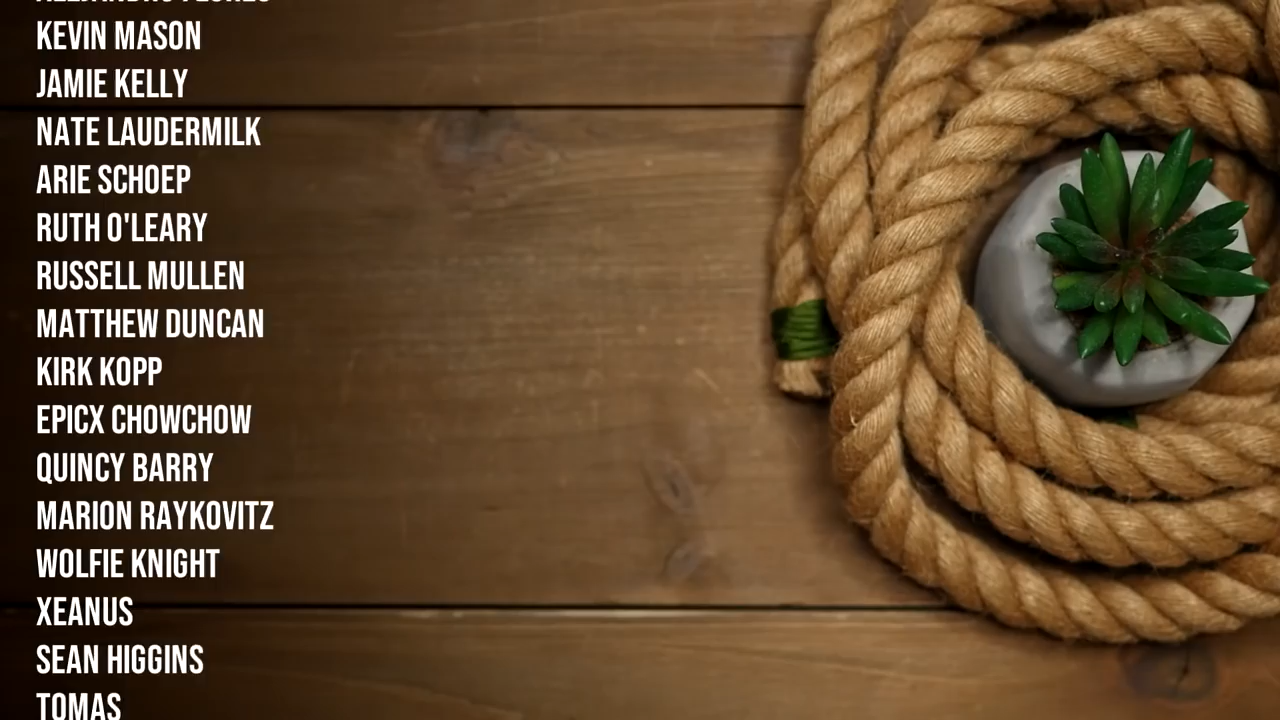 KEVIN MASON
JAMIE KELLY
NATE LAUDERMILK
ARIE SCHOEP
RUTH O'LEARY
RUSSELL MULLEN
MATTHEW DUNCAN
KIRK KOPP
EPICX CHOWCHOW
QUINCY BARRY
MARION RAYKOVITZ
WOLFIE KNIGHT
XEANUS
SEAN HIGGINS
TOMAS